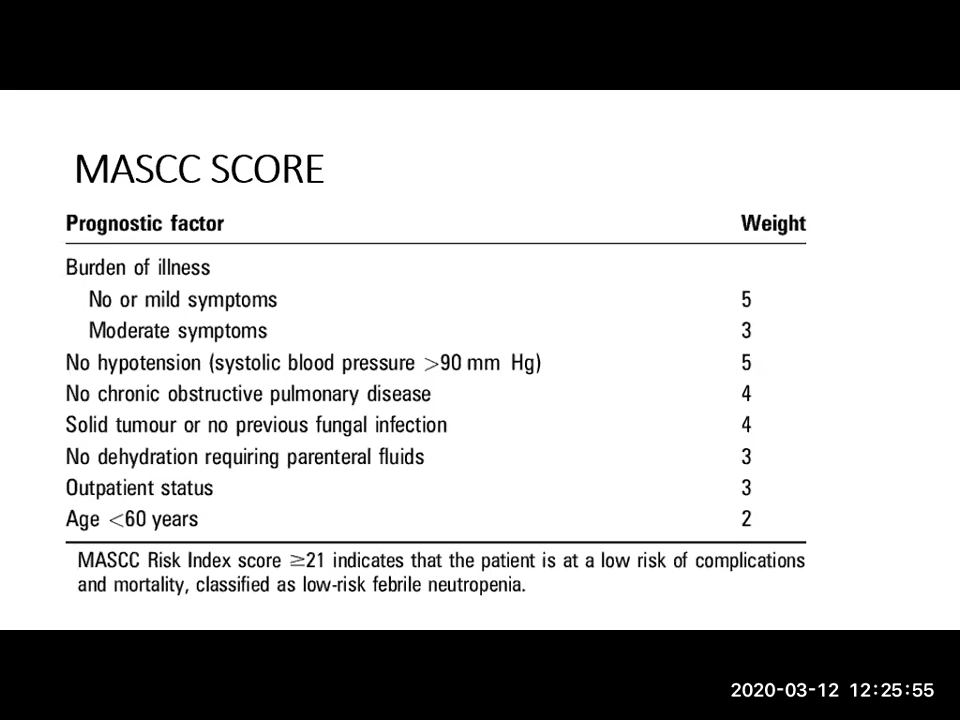 MASCC SCORE
Prognostic factor Weight
Burden of illness
No or mild symptoms 5
Moderate symptoms 3
No hypotension (systolic blood pressure >90 mm Hg) 5
No chronic obstructive pulmonary disease 4
Solid tumour or no previous fungal infection 4
No dehydration requiring parenteral fluids 3
Outpatient status 3
Age <60 years 2
MASCC Risk Index score ≥21 indicates that the patient is at a low risk of complications
and mortality, classified as low-risk febrile neutropenia.
2020-03-12 12:25:55